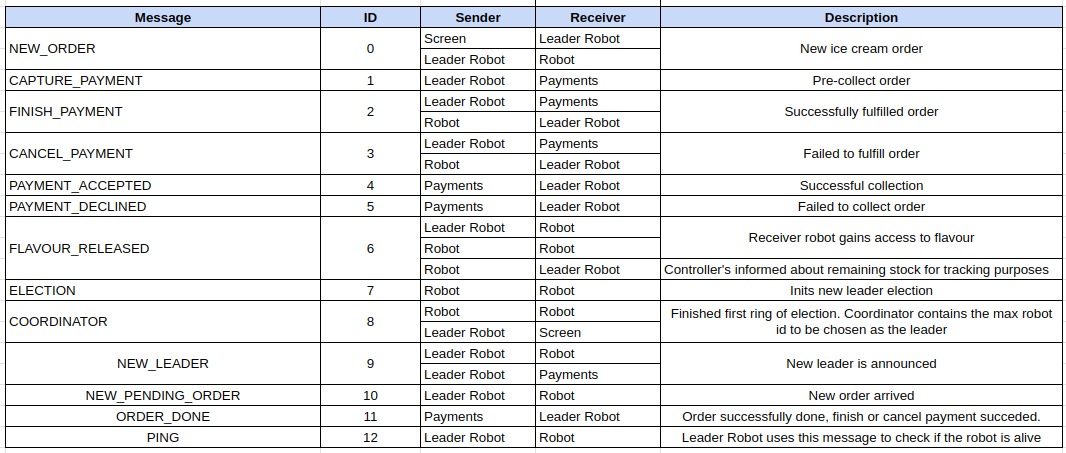 Message ID Sender Receiver Description
NEW_ORDER 0 Screen Leader Robot New ice cream order
Leader Robot Robot
CAPTURE_PAYMENT 1 Leader Robot Payments Pre-collect order
FINISH_PAYMENT 2 Leader Robot Payments Successfully fulfilled order
Robot Leader Robot
CANCEL_PAYMENT 3 Leader Robot Payments Failed to fulfill order
Robot Leader Robot
PAYMENT_ACCEPTED 4 Payments Leader Robot Successful collection
PAYMENT_DECLINED 5 Payments Leader Robot Failed to collect order
FLAVOUR_RELEASED 6 Leader Robot Robot Receiver robot gains access to flavour
Robot Robot
Robot Leader Robot Controller's informed about remaining stock for tracking purposes
ELECTION 7 Robot Robot Inits new leader election
COORDINATOR 8 Robot Robot Finished first ring of election. Coordinator contains the max robot
Leader Robot Screen id to be chosen as the leader
NEW_LEADER 9 Leader Robot Robot New leader is announced
Leader Robot Payments
NEW_PENDING_ORDER 10 Leader Robot Robot New order arrived
ORDER_DONE 11 Payments Leader Robot Order successfully done, finish or cancel payment succeded.
PING 12 Leader Robot Robot Leader Robot uses this message to check if the robot is alive